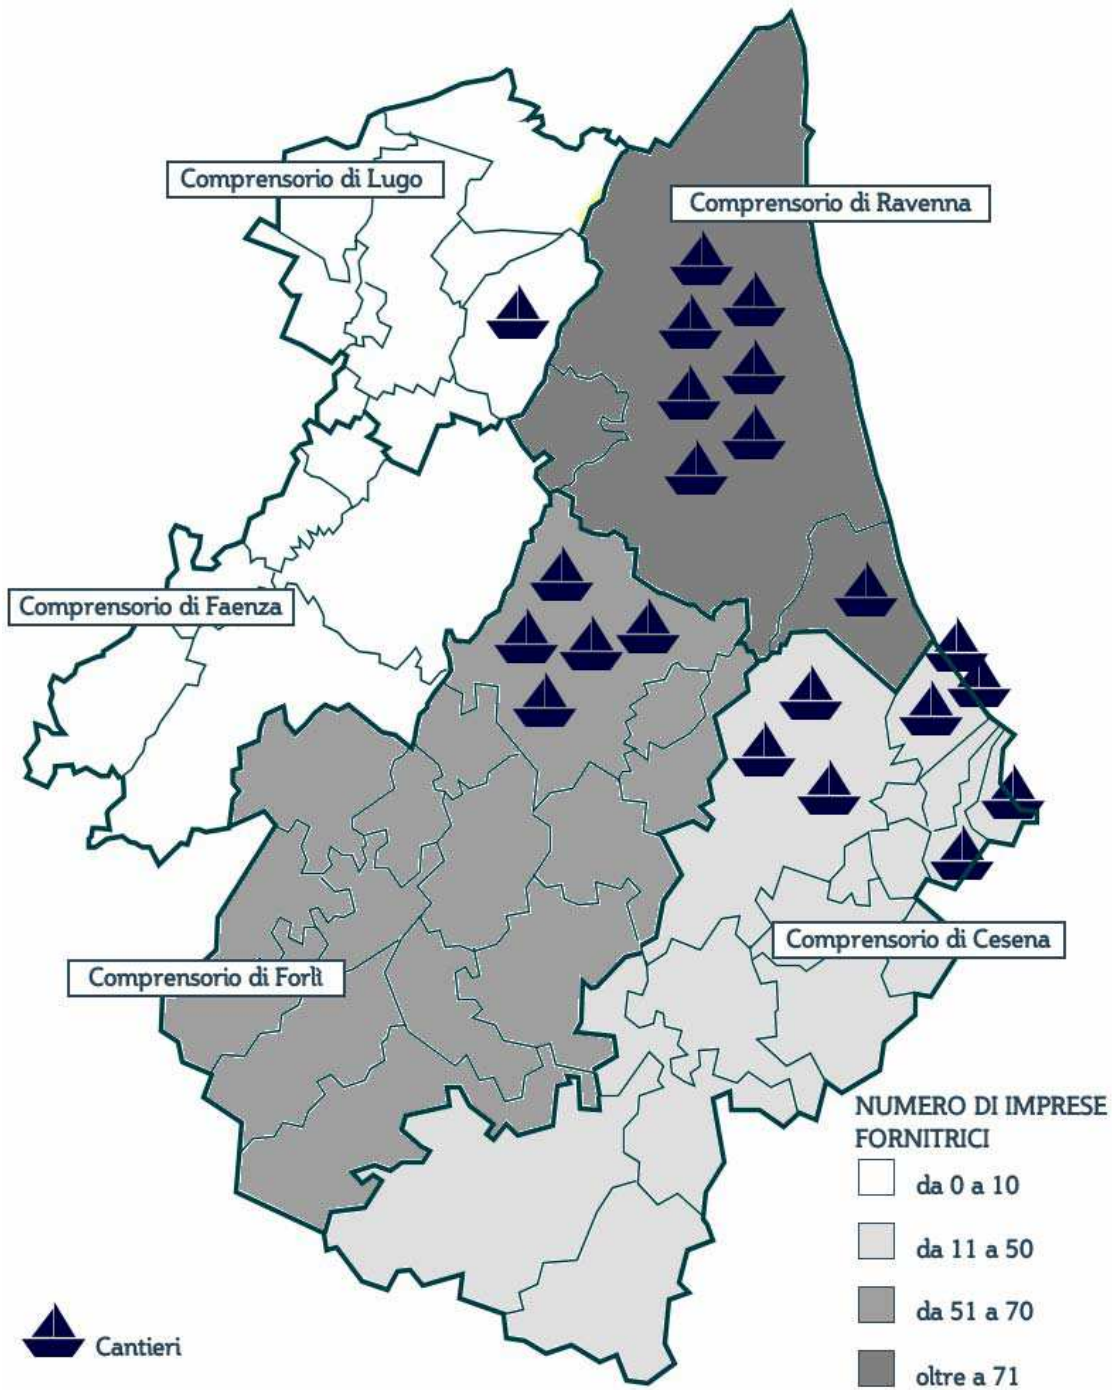 Comprensorio di Lugo
Comprensorio di Ravenna
Comprensorio di Faenza
Comprensorio di Cesena
Comprensorio di Forlì
NUMERO DI IMPRESE
FORNITRICI
da 0 a 10
da 11 a 50
da 51 a 70
oltre a 71
Cantieri